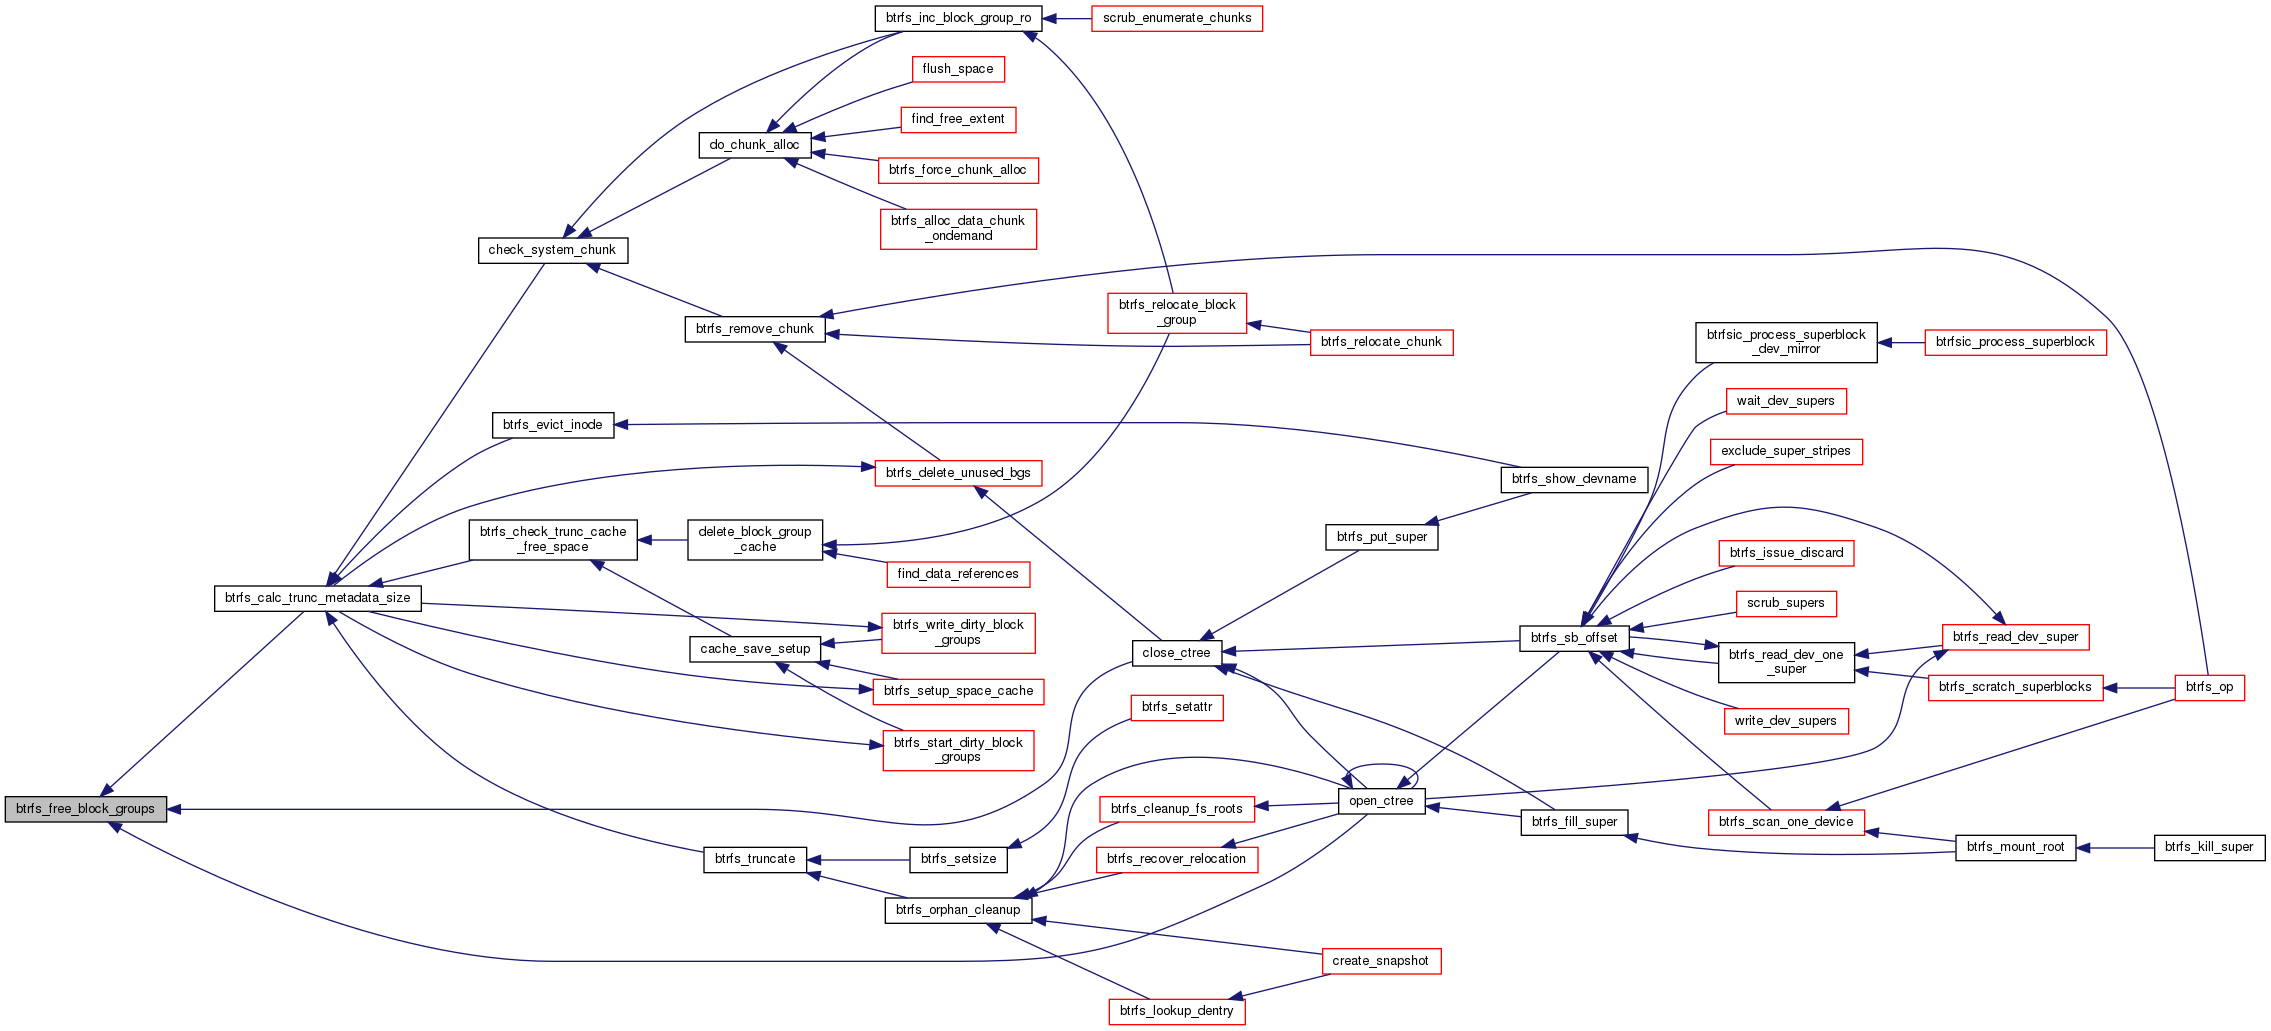 btrfs_inc_block_group_ro
scrub_enumerate_chunks
flush_space
find_free_extent
do_chunk_alloc
btrfs_force_chunk_alloc
btrfs_alloc_data_chunk
_ondemand
check_system_chunk
btrfs_relocate_block
_group
btrfs_remove_chunk
btrfs_relocate_chunk
btrfsic_process_superblock
_dev_mirror
btrfsic_process_superblock
wait_dev_supers
btrfs_evict_inode
exclude_super_stripes
btrfs_delete_unused_bgs
btrfs_show_devname
btrfs_check_trunc_cache
_free_space
delete_block_group
_cache
btrfs_put_super
btrfs_issue_discard
find_data_references
btrfs_calc_trunc_metadata_size
scrub_supers
btrfs_write_dirty_block
_groups
btrfs_sb_offset
btrfs_read_dev_super
cache_save_setup
close_ctree
btrfs_read_dev_one
_super
btrfs_setup_space_cache
btrfs_scratch_superblocks
btrfs_op
btrfs_setattr
write_dev_supers
btrfs_start_dirty_block
_groups
btrfs_free_block_groups
btrfs_cleanup_fs_roots
open_ctree
btrfs_fill_super
btrfs_scan_one_device
btrfs_truncate
btrfs_setsize
btrfs_recover_relocation
btrfs_mount_root
btrfs_kill_super
btrfs_orphan_cleanup
create_snapshot
btrfs_lookup_dentry